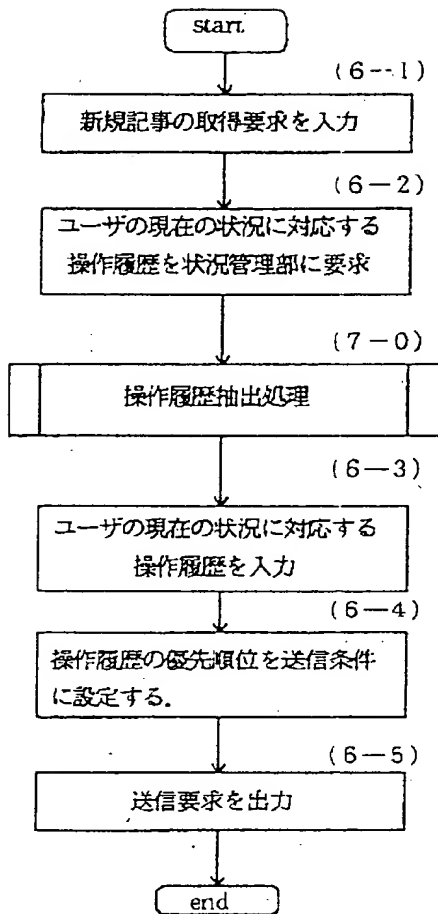 start
(6--1)
新規記事の取得要求を入力
(6-2)
ユーザの現在の状況に対応する
操作履歴を状況管理部に要求
(7-0)
操作履歴抽出処理
(6-3)
ユーザの現在の状況に対応する
操作履歴を入力
(6-4)
操作履歴の優先順位を送信条件
に設定する.
(6-5)
送信要求を出力
end